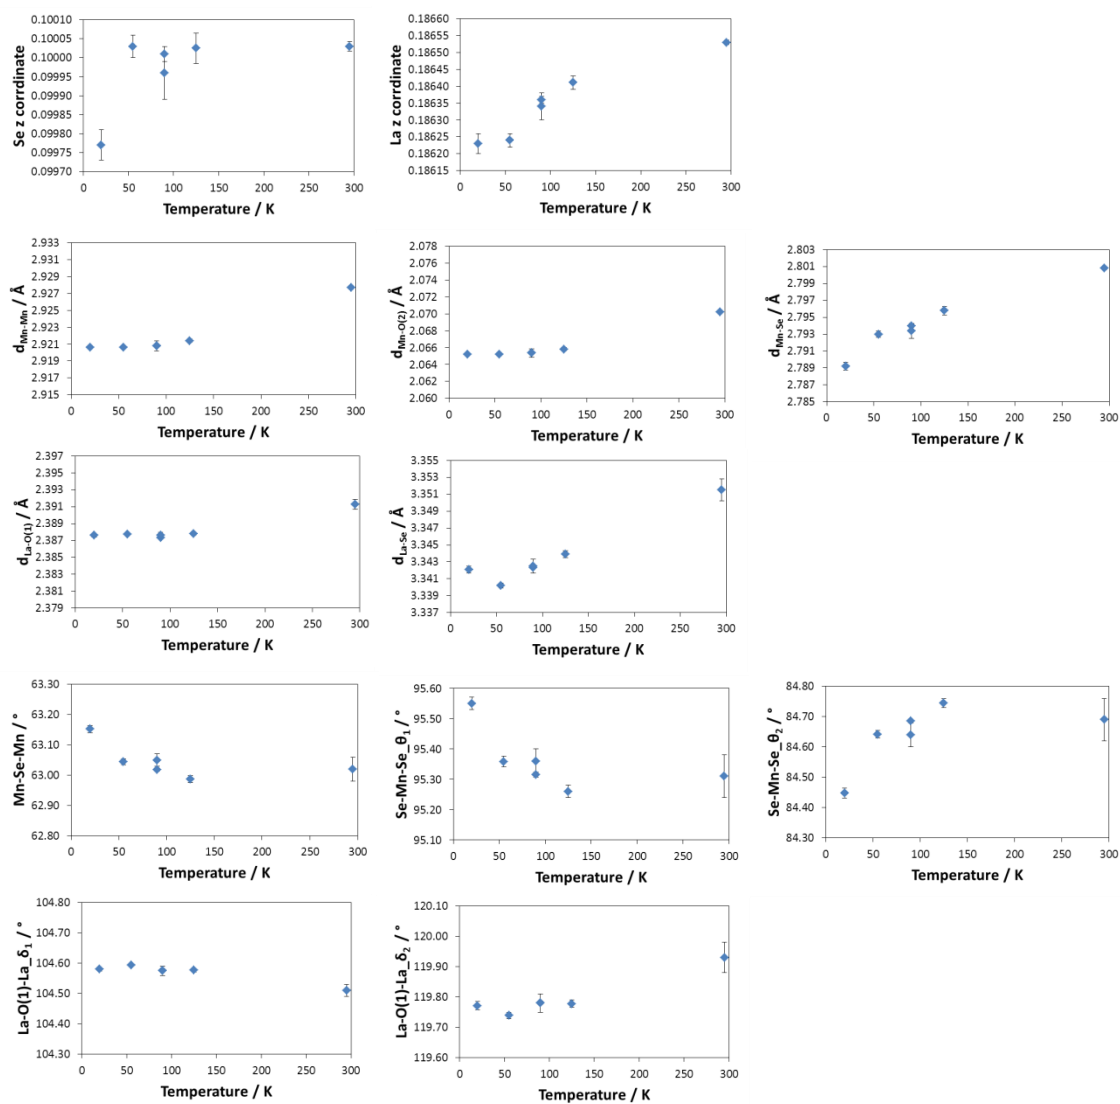 Se z corrdinate
0.10010
0.10005
0.10000
0.09995
0.09990
0.09985
0.09980
0.09975
0.09970
0 50 100 150 200 250 300
Temperature / K
La z corrdinate
0.18660
0.18655
0.18650
0.18645
0.18640
0.18635
0.18630
0.18625
0.18620
0.18615
0 50 100 150 200 250 300
Temperature / K
d Mn-Mn / Å
2.933
2.931
2.929
2.927
2.925
2.923
2.921
2.919
2.917
2.915
0 50 100 150 200 250 300
Temperature / K
d Mn-O(2) / Å
2.078
2.076
2.074
2.072
2.070
2.068
2.066
2.064
2.062
2.060
0 50 100 150 200 250 300
Temperature / K
d Mn-Se / Å
2.803
2.801
2.799
2.797
2.795
2.793
2.791
2.789
2.787
2.785
0 50 100 150 200 250 300
Temperature / K
d La-O(1) / Å
2.397
2.395
2.393
2.391
2.389
2.387
2.385
2.383
2.381
2.379
0 50 100 150 200 250 300
Temperature / K
d La-Se / Å
3.355
3.353
3.351
3.349
3.347
3.345
3.343
3.341
3.339
3.337
0 50 100 150 200 250 300
Temperature / K
Mn-Se-Mn / °
63.30
63.20
63.10
63.00
62.90
62.80
0 50 100 150 200 250 300
Temperature / K
Se-Mn-Se_θ₁ / °
95.60
95.50
95.40
95.30
95.20
95.10
0 50 100 150 200 250 300
Temperature / K
Se-Mn-Se_θ₂ / °
84.80
84.70
84.60
84.50
84.40
84.30
0 50 100 150 200 250 300
Temperature / K
La-O(1)-La_δ₁ / °
104.80
104.70
104.60
104.50
104.40
104.30
0 50 100 150 200 250 300
Temperature / K
La-O(1)-La_δ₂ / °
120.10
120.00
119.90
119.80
119.70
119.60
0 50 100 150 200 250 300
Temperature / K